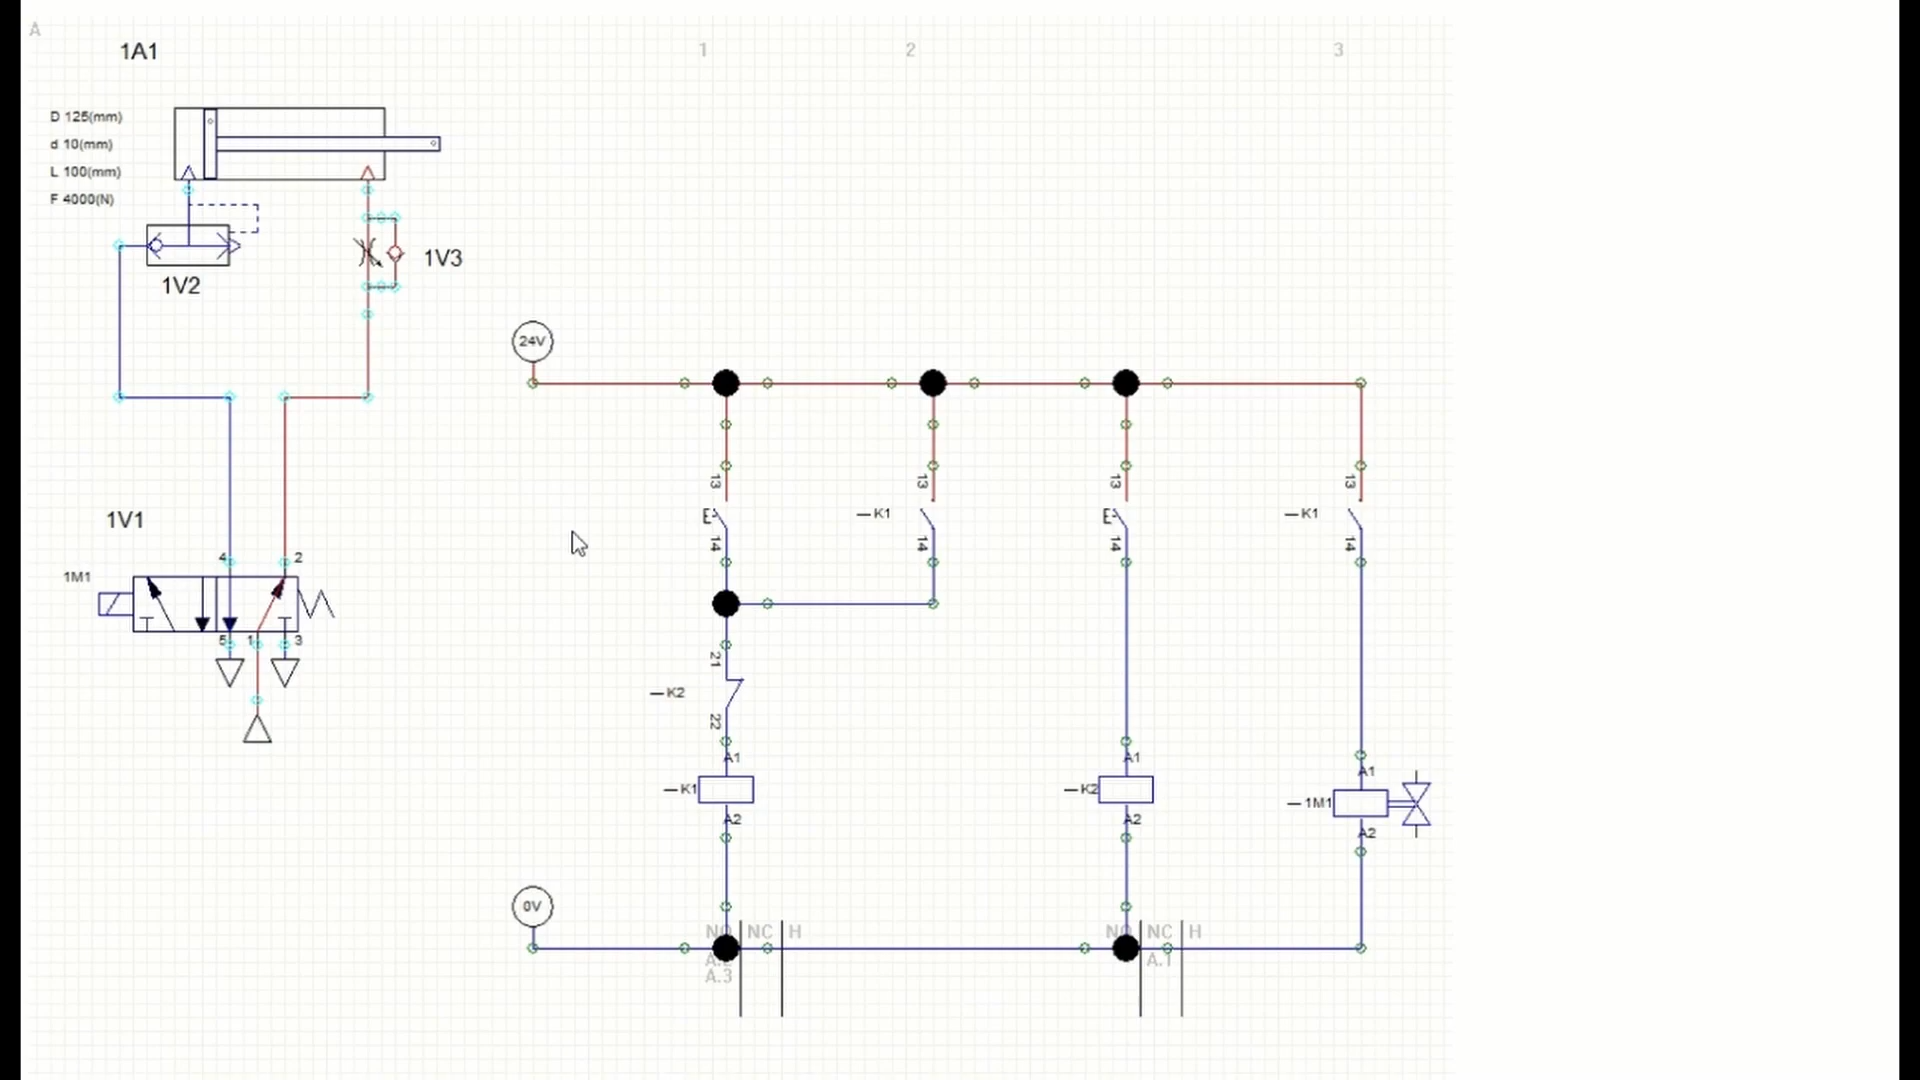 A
1A1
1
2
3
D 125(mm)
d 10(mm)
L 100(mm)
F 4000(N)
1V3
1V2
24V
13
13
13
13
E
K1
E
K1
14
14
14
14
1V1
4
2
1M1
5
1
3
21
K2
22
A1
A1
A1
K1
K2
1M1
A2
A2
A2
0V
NO
NC
H
NO
NC
H
A.1
A.3